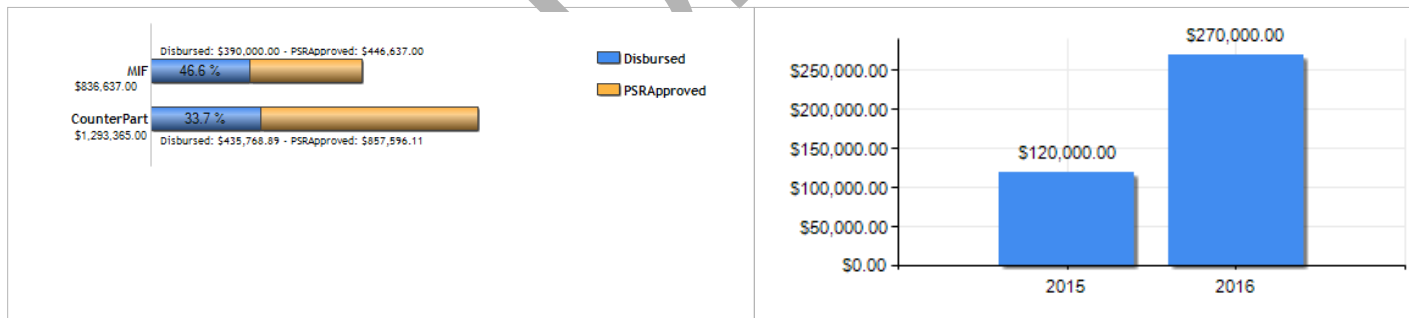 Disbursed: $390,000.00 - PSRApproved: $446,637.00
MIF
46.6 %
$836,637.00
CounterPart
33.7 %
$1,293,365.00
Disbursed: $435,768.89 - PSRApproved: $857,596.11
Disbursed
PSRApproved
$270,000.00
$250,000.00
$200,000.00
$150,000.00
$120,000.00
$100,000.00
$50,000.00
$0.00
2015 2016